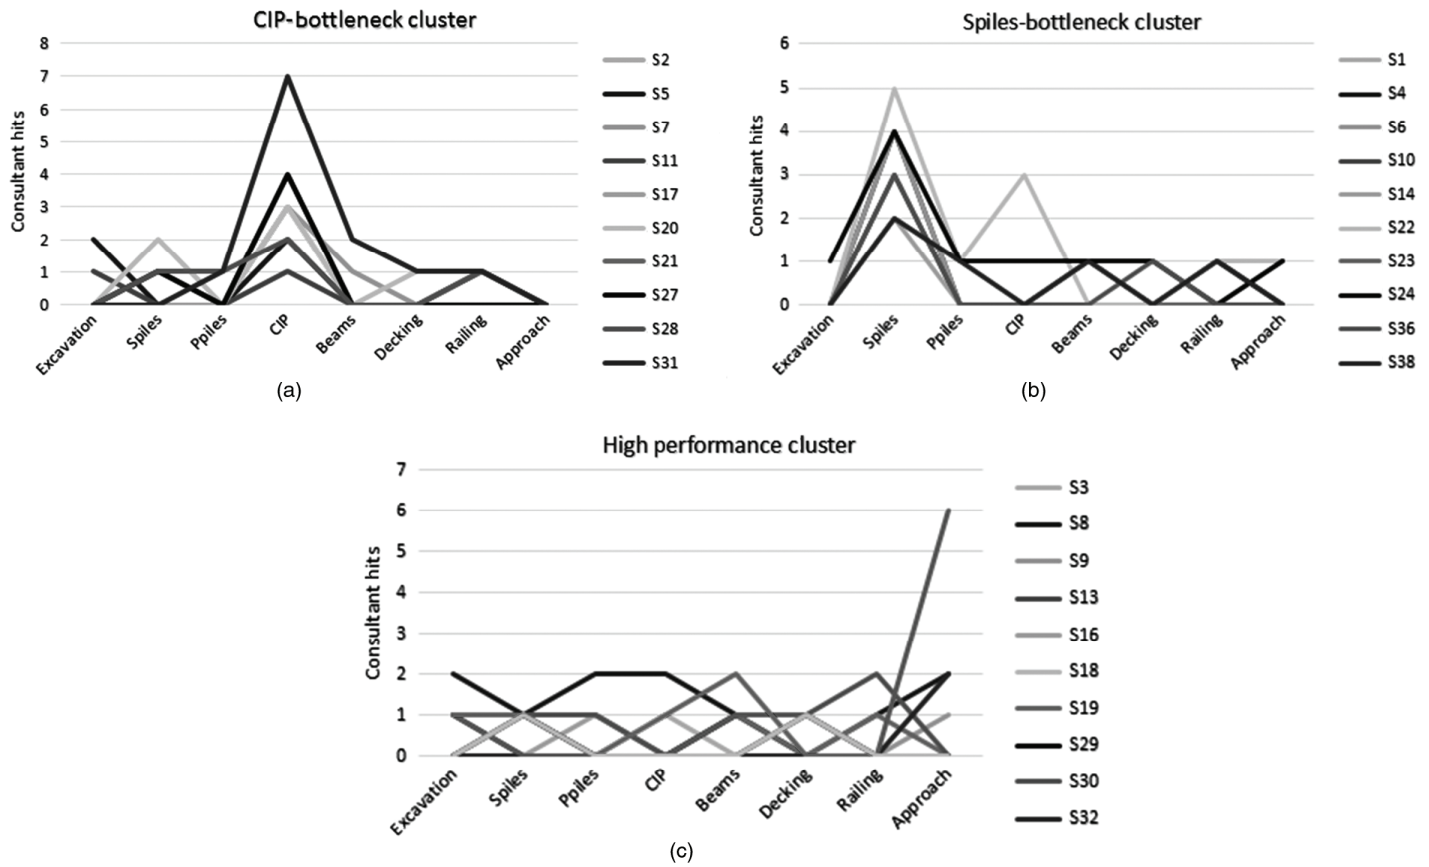 CIP-bottleneck cluster
Consultant hits
8
7
6
5
4
3
2
1
0
Excavation
Spiles
Ppiles
CIP
Beams
Decking
Railing
Approach
S2
S5
S7
S11
S17
S20
S21
S27
S28
S31
(a)
Spiles-bottleneck cluster
Consultant hits
6
5
4
3
2
1
0
Excavation
Spiles
Ppiles
CIP
Beams
Decking
Railing
Approach
S1
S4
S6
S10
S14
S22
S23
S24
S36
S38
(b)
High performance cluster
Consultant hits
7
6
5
4
3
2
1
0
Excavation
Spiles
Ppiles
CIP
Beams
Decking
Railing
Approach
S3
S8
S9
S13
S16
S18
S19
S29
S30
S32
(c)